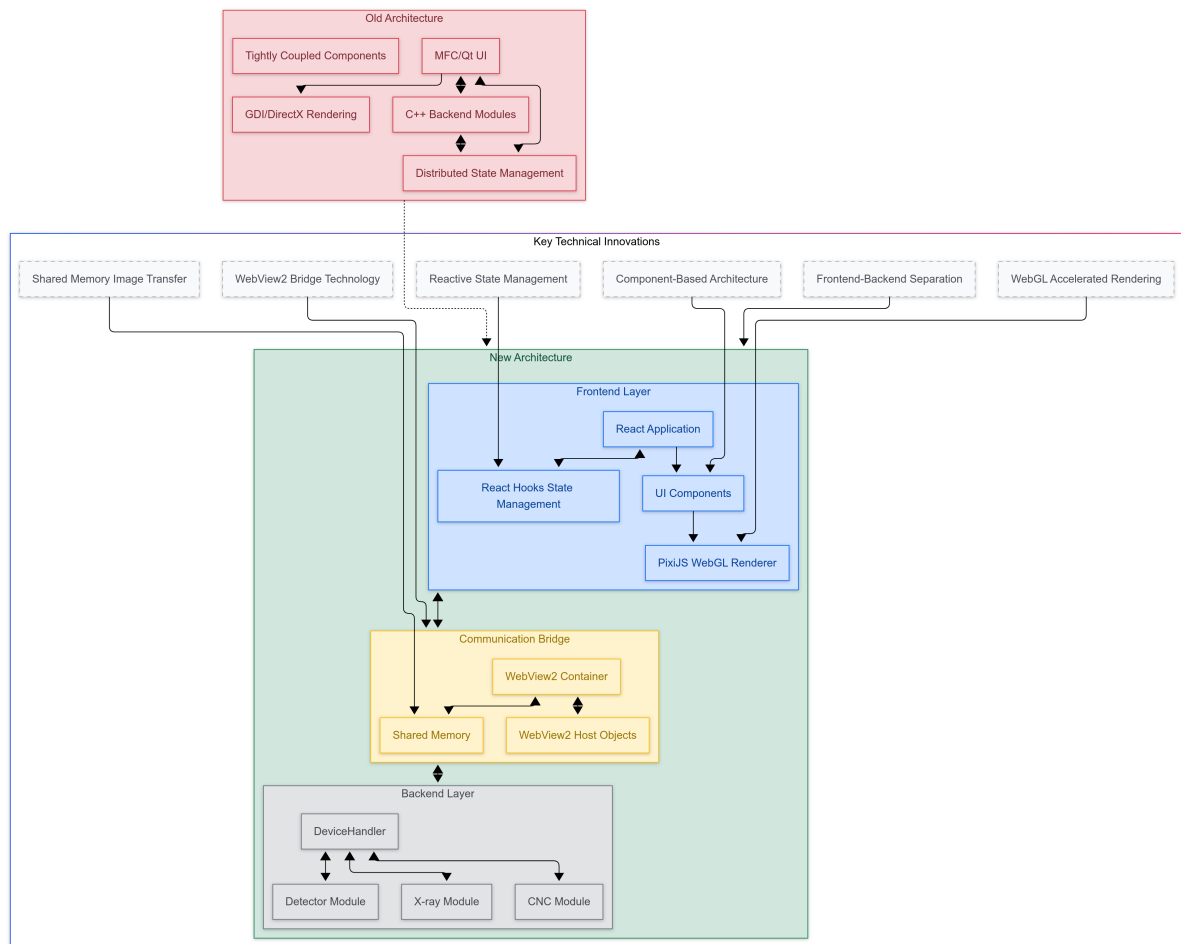 Old Architecture
Tightly Coupled Components
MFC/Qt UI
GDI/DirectX Rendering
C++ Backend Modules
Distributed State Management
Key Technical Innovations
Shared Memory Image Transfer
WebView2 Bridge Technology
Reactive State Management
Component-Based Architecture
Frontend-Backend Separation
WebGL Accelerated Rendering
New Architecture
Frontend Layer
React Application
React Hooks State
Management
UI Components
PixiJS WebGL Renderer
Communication Bridge
WebView2 Container
Shared Memory
WebView2 Host Objects
Backend Layer
DeviceHandler
Detector Module
X-ray Module
CNC Module